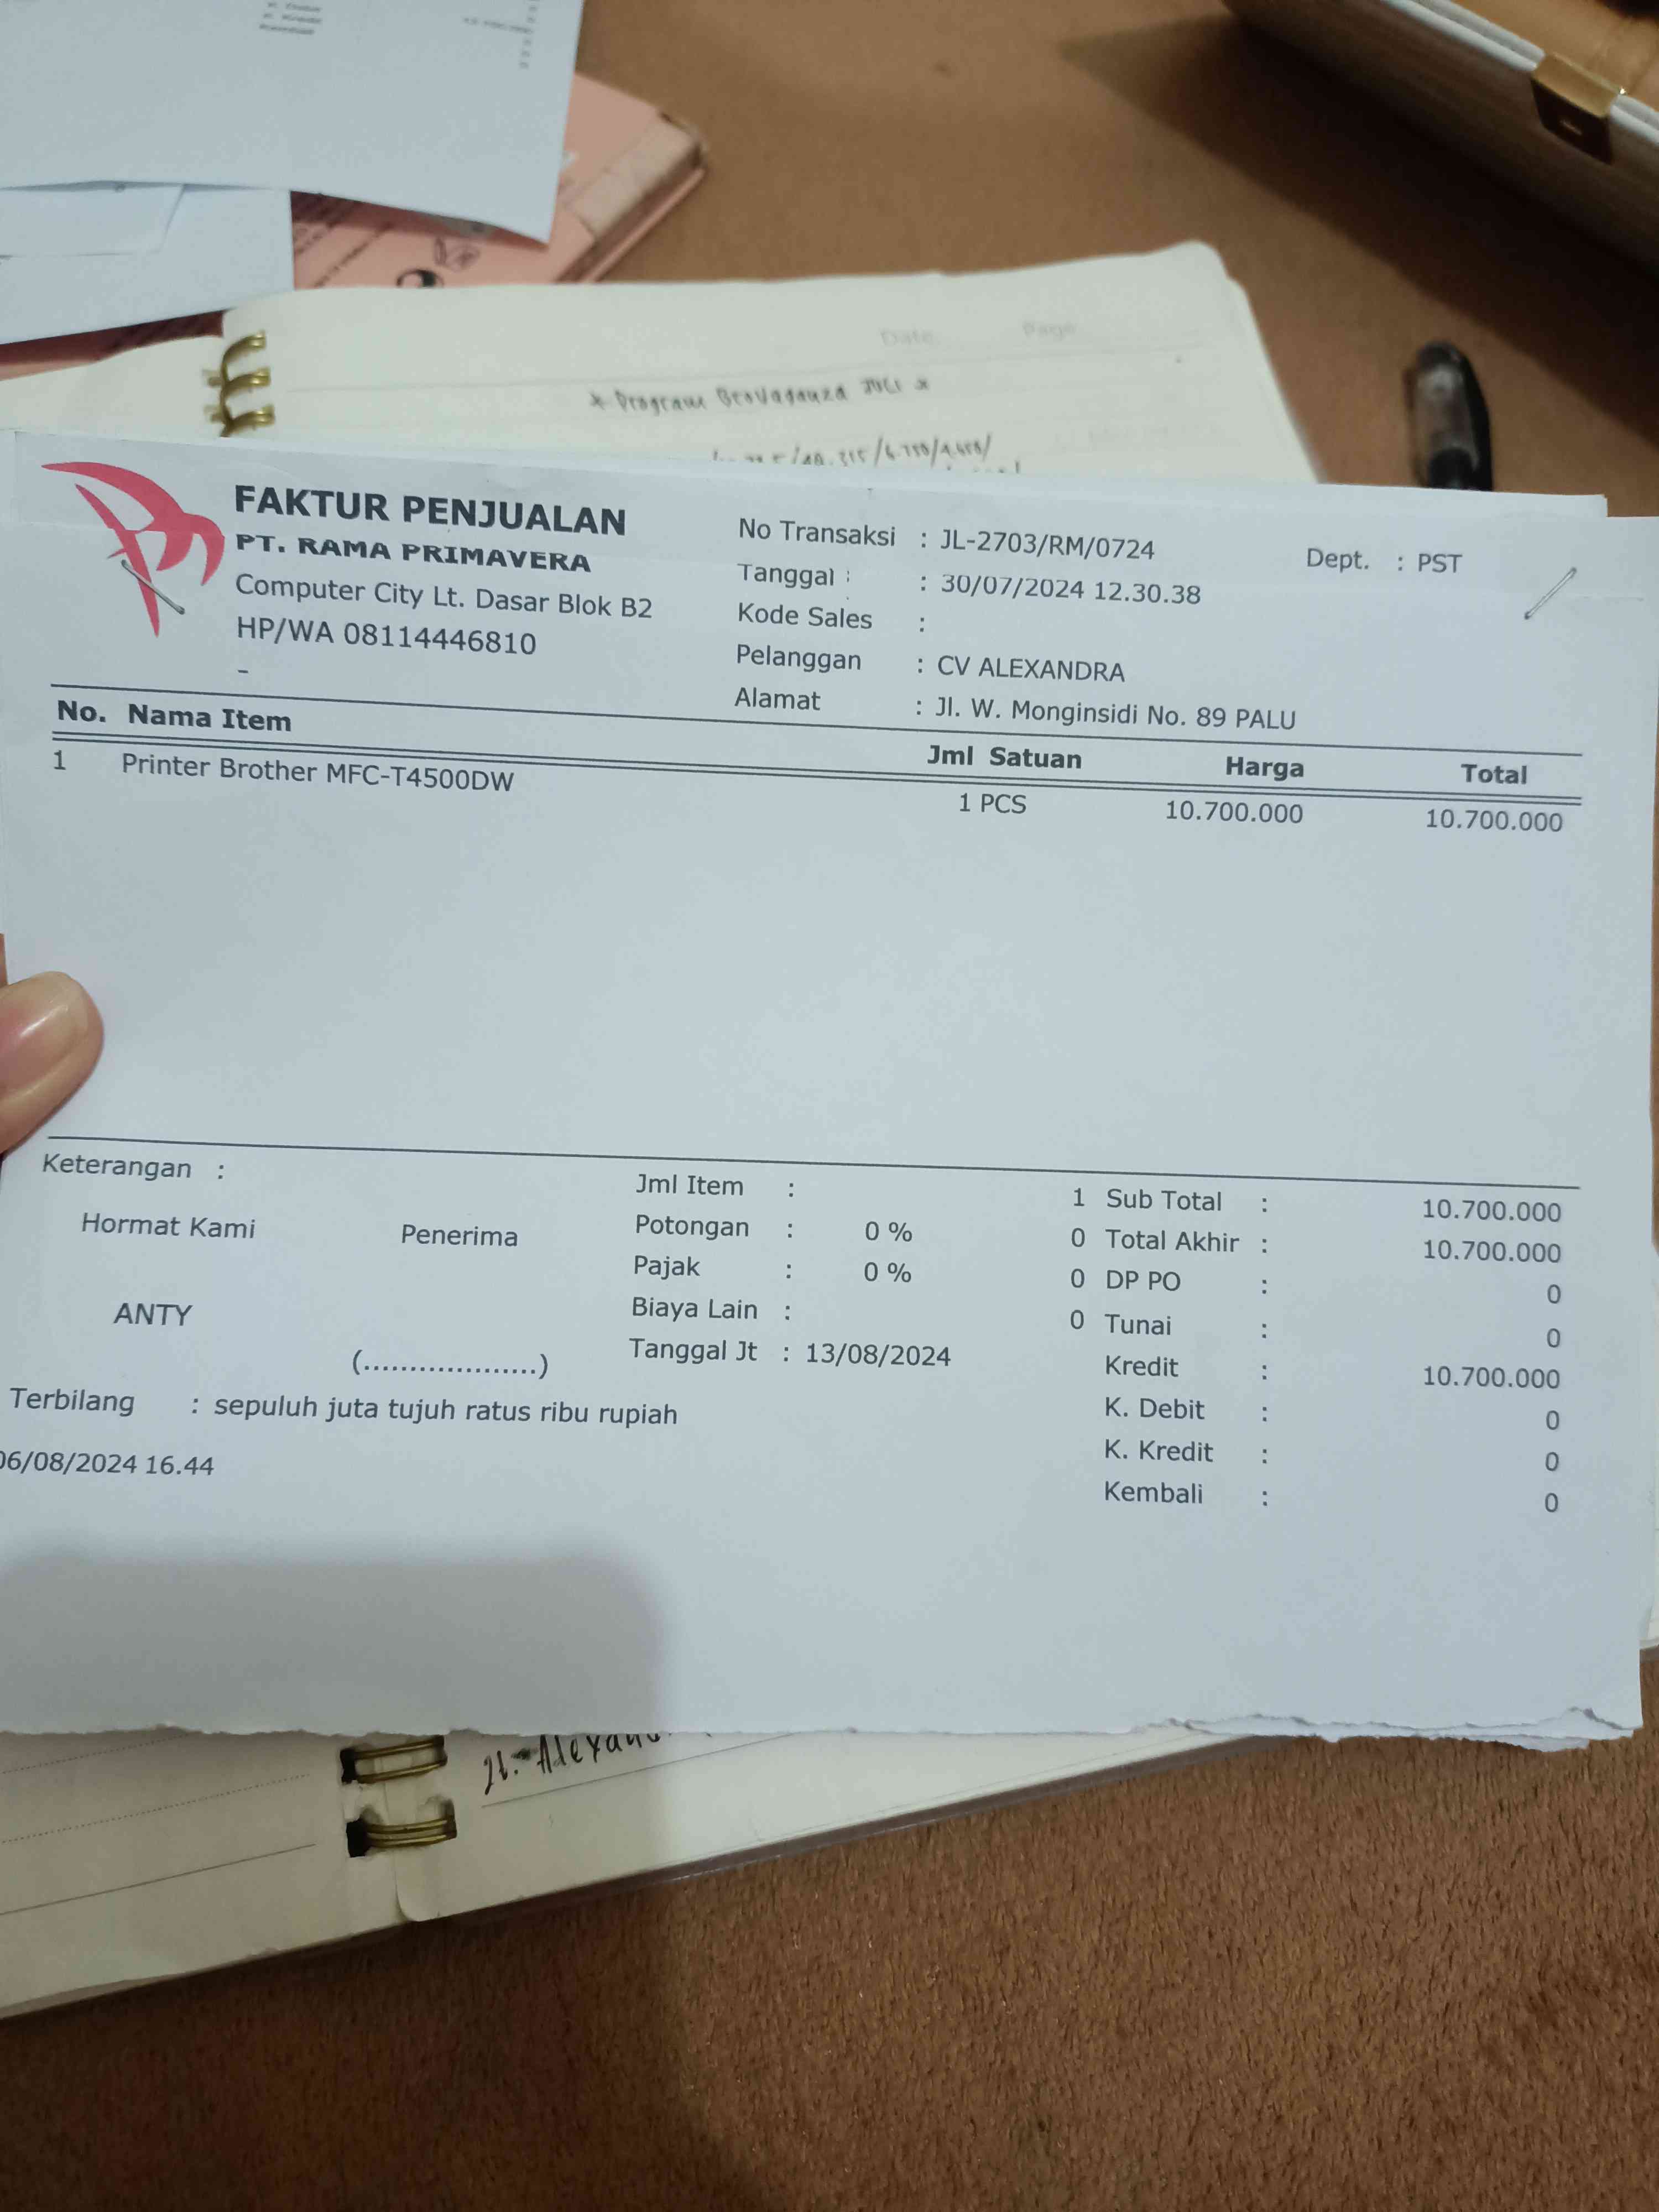 Date Page
* Program
FAKTUR PENJUALAN
PT. RAMA PRIMAVERA
Computer City Lt. Dasar Blok B2
HP/WA 08114446810
-
No Transaksi : JL-2703/RM/0724
Dept. : PST
Tanggal : : 30/07/2024 12.30.38
Kode Sales :
Pelanggan : CV ALEXANDRA
Alamat : Jl. W. Monginsidi No. 89 PALU
No. Nama Item Jml Satuan Harga Total
1 Printer Brother MFC-T4500DW 1 PCS 10.700.000 10.700.000
Keterangan :
Hormat Kami Penerima
ANTY
(...................)
Jml Item : 1
Potongan : 0 % 0
Pajak : 0 % 0
Biaya Lain : 0
Tanggal Jt : 13/08/2024
Sub Total : 10.700.000
Total Akhir : 10.700.000
DP PO : 0
Tunai : 0
Kredit : 10.700.000
K. Debit : 0
K. Kredit : 0
Kembali : 0
Terbilang : sepuluh juta tujuh ratus ribu rupiah
06/08/2024 16.44